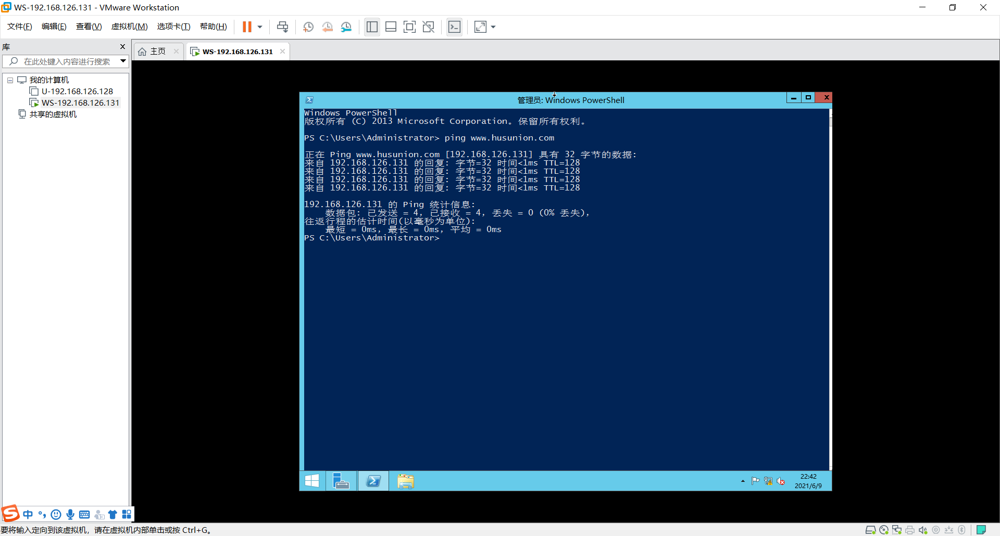 WS-192.168.126.131 - VMware Workstation
文件(F) 编辑(E) 查看(V) 虚拟机(M) 选项卡(T) 帮助(H)
库
在此处键入内容进行搜索
我的计算机
U-192.168.126.128
WS-192.168.126.131
共享的虚拟机
主页
WS-192.168.126.131
管理员: Windows PowerShell
Windows PowerShell
版权所有 (C) 2013 Microsoft Corporation。保留所有权利。
PS C:\Users\Administrator> ping www.husunion.com
正在 Ping www.husunion.com [192.168.126.131] 具有 32 字节的数据:
来自 192.168.126.131 的回复: 字节=32 时间<1ms TTL=128
来自 192.168.126.131 的回复: 字节=32 时间<1ms TTL=128
来自 192.168.126.131 的回复: 字节=32 时间<1ms TTL=128
来自 192.168.126.131 的回复: 字节=32 时间<1ms TTL=128
192.168.126.131 的 Ping 统计信息:
数据包: 已发送 = 4，已接收 = 4，丢失 = 0 (0% 丢失)，
往返行程的估计时间(以毫秒为单位):
最短 = 0ms，最长 = 0ms，平均 = 0ms
PS C:\Users\Administrator>
22:42
2021/6/9
中
要将输入定向到该虚拟机，请在虚拟机内部单击或按 Ctrl+G。